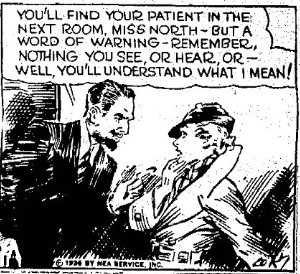 YOU'LL FIND YOUR PATIENT IN THE
NEXT ROOM, MISS NORTH - BUT A
WORD OF WARNING - REMEMBER,
NOTHING YOU SEE, OR HEAR, OR -
WELL, YOU'LL UNDERSTAND WHAT I MEAN!
© 1936 BY NEA SERVICE, INC.